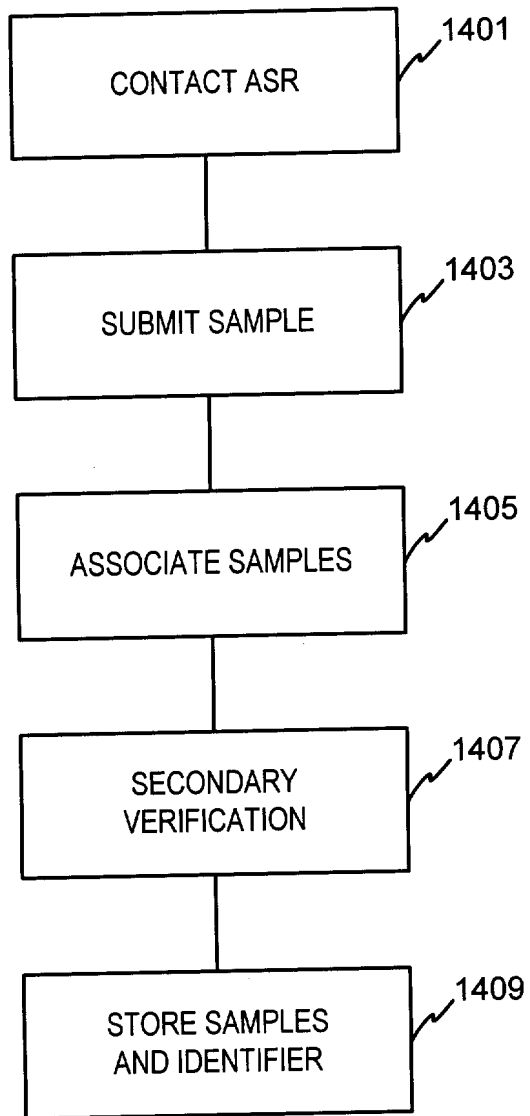 1401
CONTACT ASR
1403
SUBMIT SAMPLE
1405
ASSOCIATE SAMPLES
1407
SECONDARY
VERIFICATION
1409
STORE SAMPLES
AND IDENTIFIER